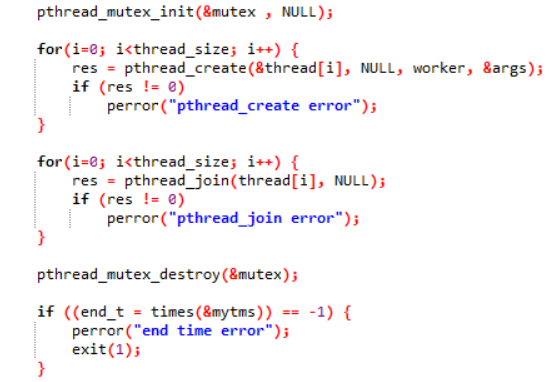 pthread_mutex_init(&mutex , NULL);
for(i=0; i<thread_size; i++) {
res = pthread_create(&thread[i], NULL, worker, &args);
if (res != 0)
perror("pthread_create error");
}
for(i=0; i<thread_size; i++) {
res = pthread_join(thread[i], NULL);
if (res != 0)
perror("pthread_join error");
}
pthread_mutex_destroy(&mutex);
if ((end_t = times(&mytms)) == -1) {
perror("end time error");
exit(1);
}